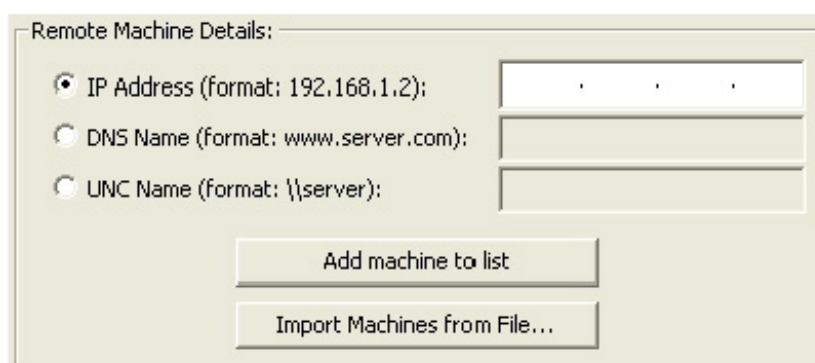 Remote Machine Details:
IP Address (format: 192.168.1.2):
. . .
DNS Name (format: www.server.com):
UNC Name (format: \\server):
Add machine to list
Import Machines from File...